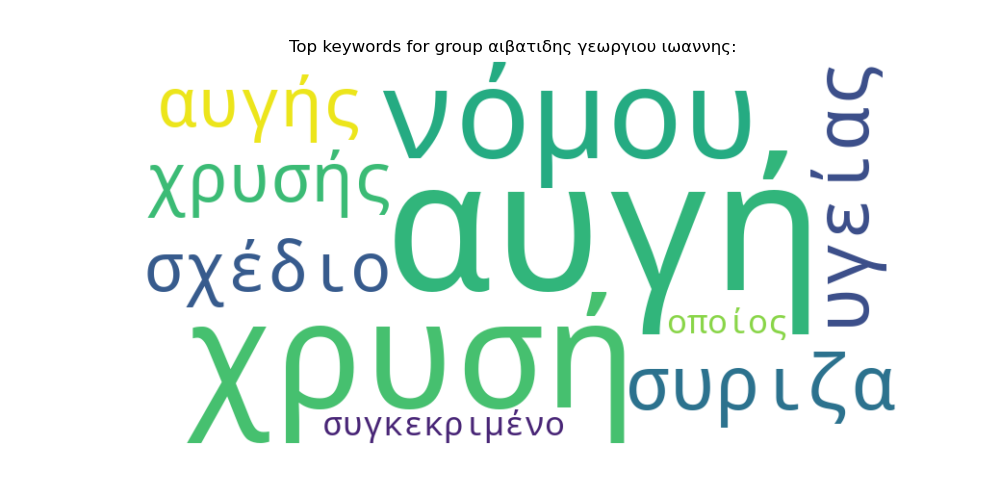 Top keywords for group αιβατιδης γεωργιου ιωαννης:
αυγής
νόμου
υγείας
χρυσής
αυγή
σχέδιο
οποίος
χρυσή
συριζα
συγκεκριμένο